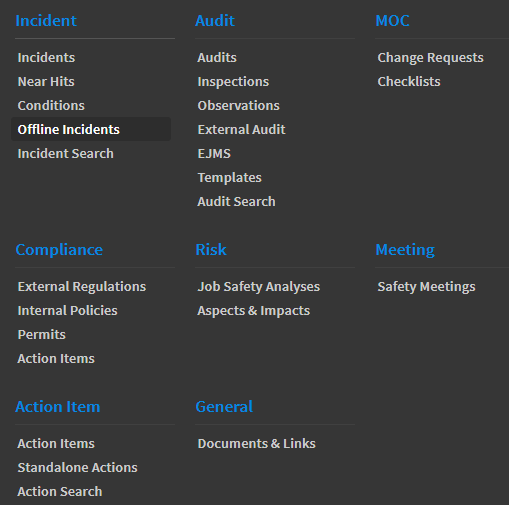 Incident
Incidents
Near Hits
Conditions
Offline Incidents
Incident Search
Audit
Audits
Inspections
Observations
External Audit
EJMS
Templates
Audit Search
MOC
Change Requests
Checklists
Compliance
External Regulations
Internal Policies
Permits
Action Items
Risk
Job Safety Analyses
Aspects & Impacts
Meeting
Safety Meetings
Action Item
Action Items
Standalone Actions
Action Search
General
Documents & Links